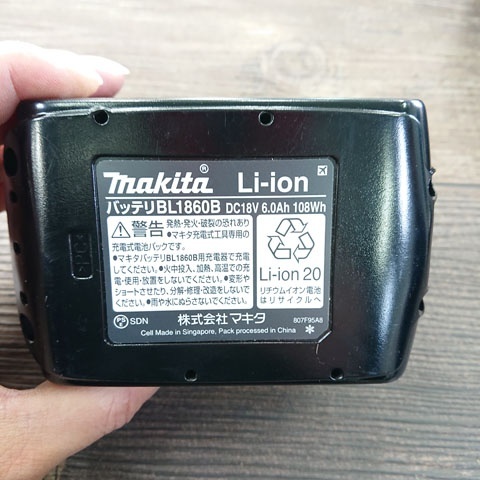 makita® Li-ion
バッテリBL1860B DC18V 6.0Ah 108Wh
警告 発熱・発火・破裂の恐れあり
●マキタ充電式工具専用の
充電式電池パックです。
●マキタバッテリBL1860B用充電器で充電
してください。●火中投入、加熱、高温での充
電・使用・放置をしないでください。●変形や
ショートさせたり、分解・修理・改造をしないで
ください。●雨や水にぬらさないでください。
Li-ion 20
リチウムイオン電池
はリサイクルへ
PS
E SDN
株式会社マキタ
807F95A8
Cell Made in Singapore, Pack processed in China
*